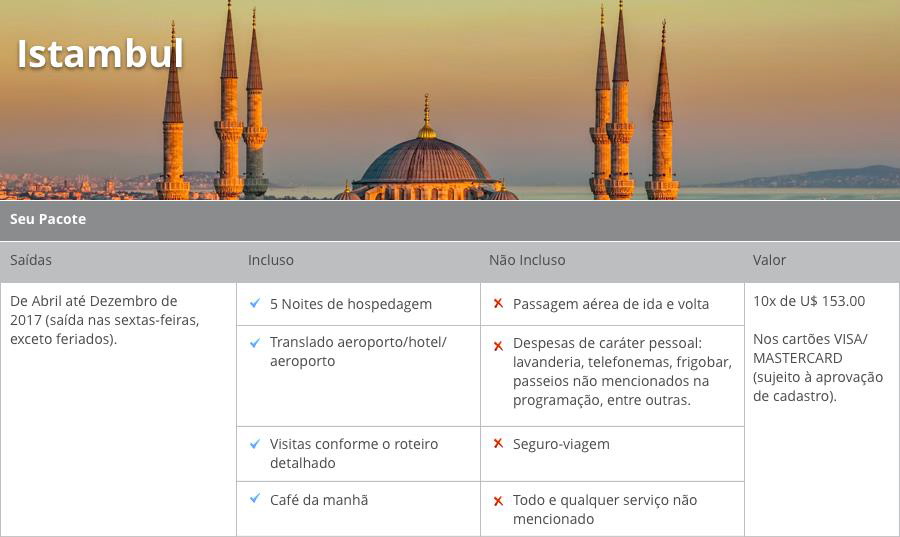 Istambul
Seu Pacote
Saídas
Incluso
Não Incluso
Valor
De Abril até Dezembro de
2017 (saída nas sextas-feiras,
exceto feriados).
5 Noites de hospedagem
Translado aeroporto/hotel/
aeroporto
Visitas conforme o roteiro
detalhado
Café da manhã
Passagem aérea de ida e volta
Despesas de caráter pessoal:
lavanderia, telefonemas, frigobar,
passeios não mencionados na
programação, entre outras.
Seguro-viagem
Todo e qualquer serviço não
mencionado
10x de U$ 153.00
Nos cartões VISA/
MASTERCARD
(sujeito à aprovação
de cadastro).